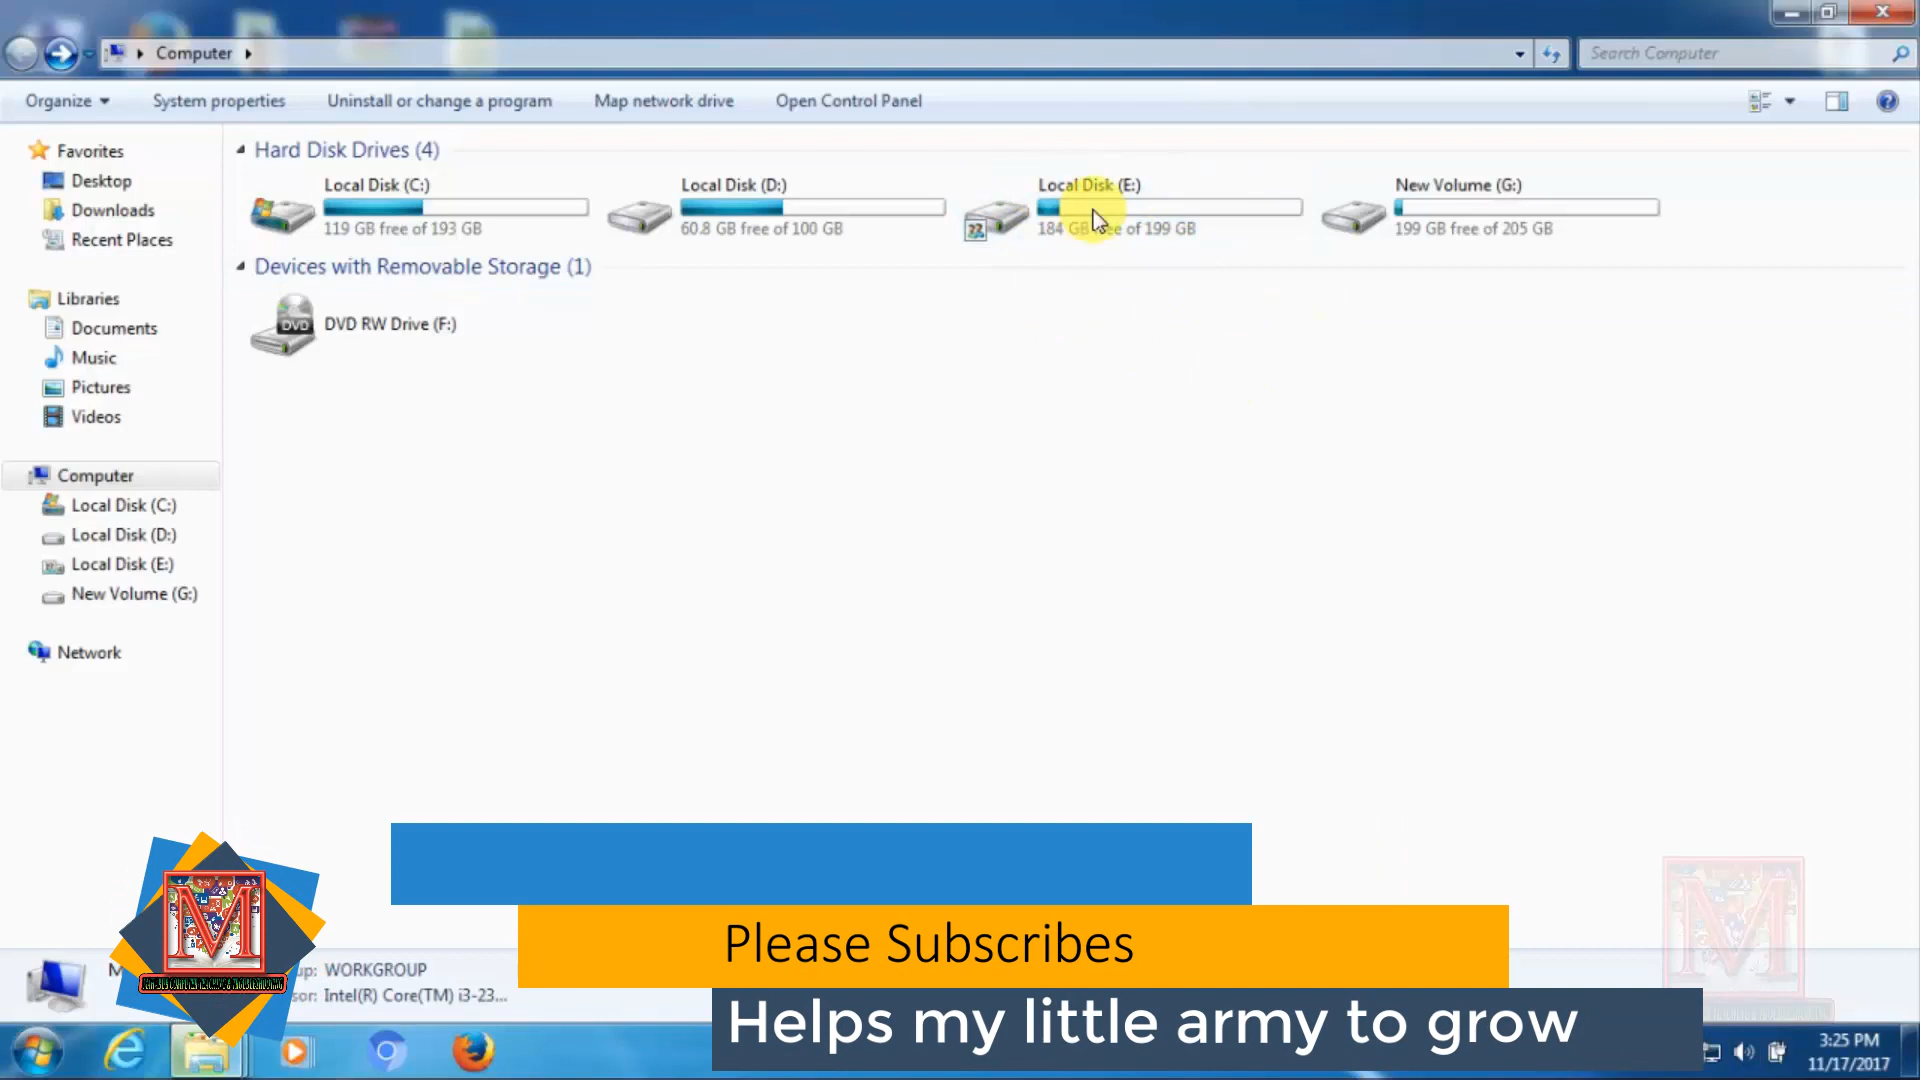 Computer
Search Computer
Organize
System properties
Uninstall or change a program
Map network drive
Open Control Panel
Favorites
Desktop
Downloads
Recent Places
Libraries
Documents
Music
Pictures
Videos
Computer
Local Disk (C:)
Local Disk (D:)
Local Disk (E:)
New Volume (G:)
Network
Hard Disk Drives (4)
Local Disk (C:)
119 GB free of 193 GB
Local Disk (D:)
60.8 GB free of 100 GB
Local Disk (E:)
184 GB free of 199 GB
New Volume (G:)
199 GB free of 205 GB
Devices with Removable Storage (1)
DVD
DVD RW Drive (F:)
M
WORKGROUP
Intel(R) Core(TM) i3-23...
M
Please Subscribes
Helps my little army to grow
3:25 PM
11/17/2017